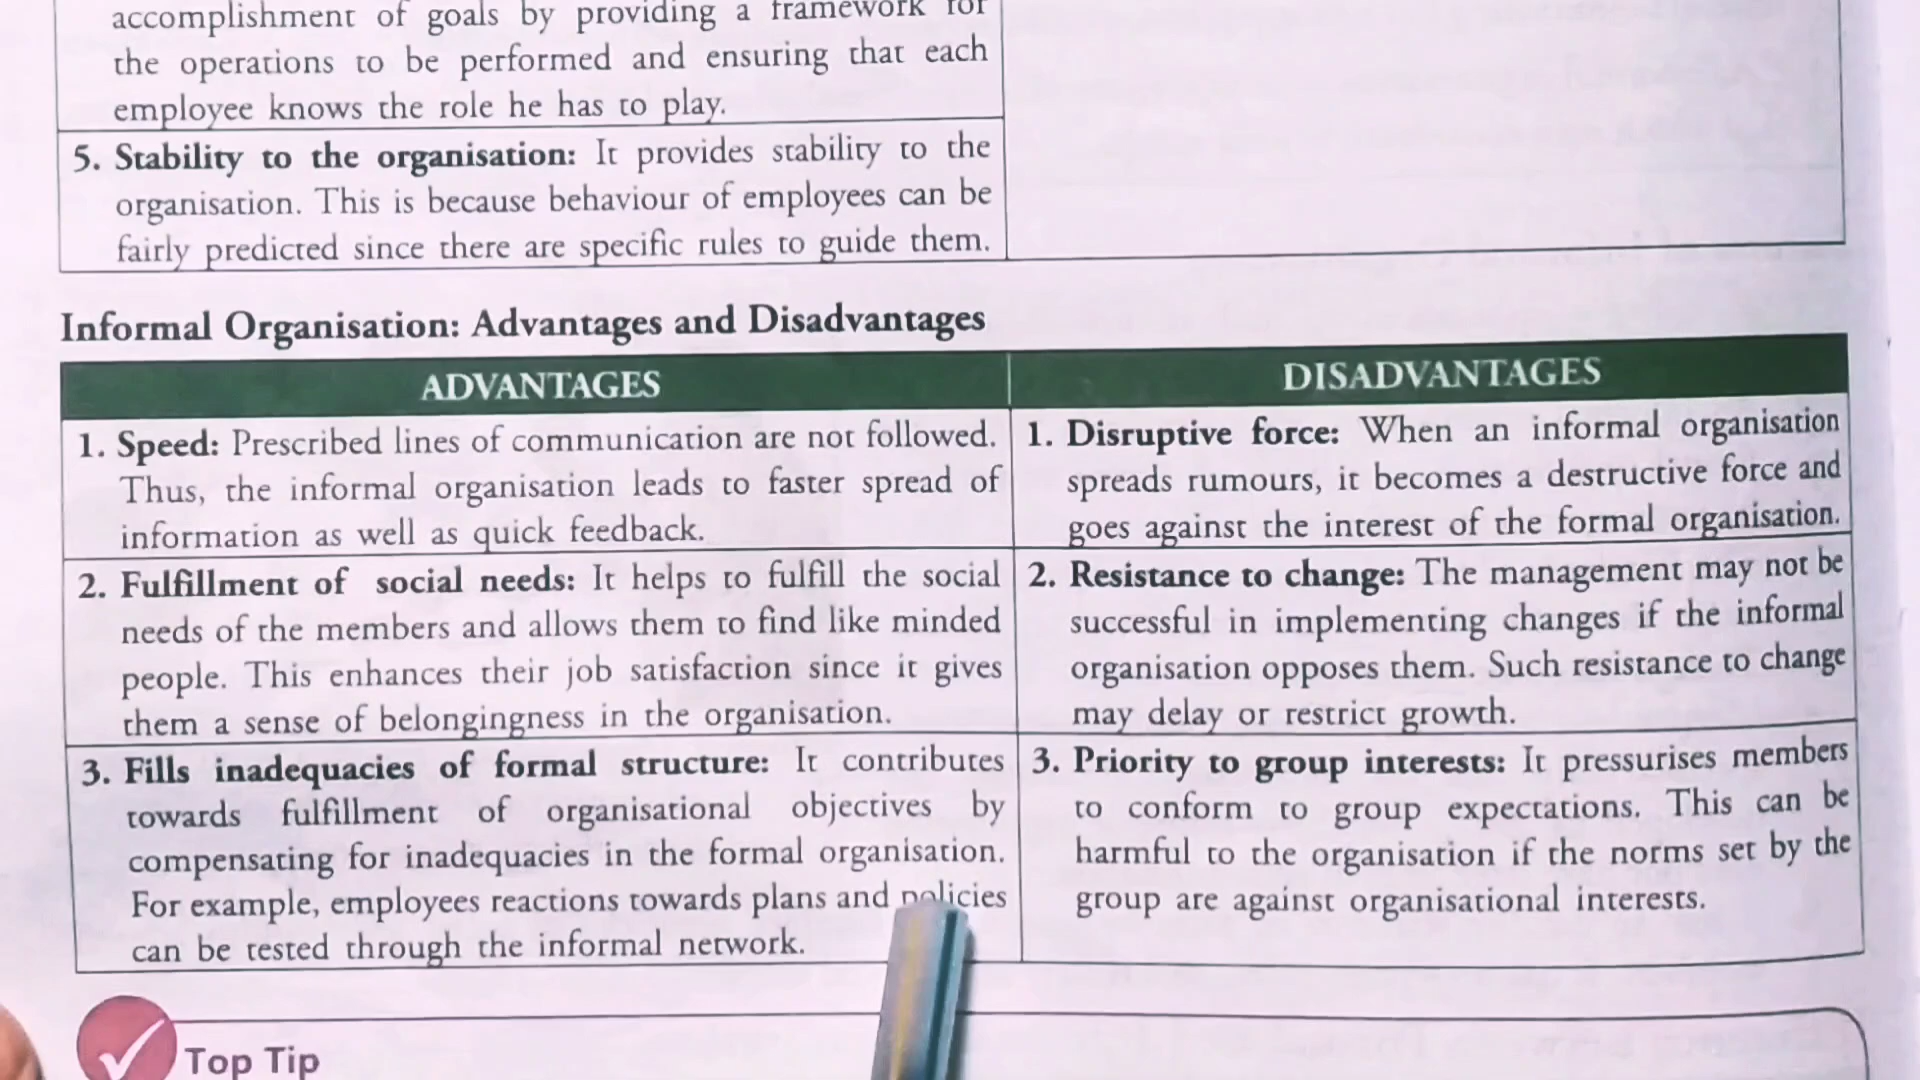 accomplishment of goals by providing a framework for
the operations to be performed and ensuring that each
employee knows the role he has to play.
5. Stability to the organisation: It provides stability to the
organisation. This is because behaviour of employees can be
fairly predicted since there are specific rules to guide them.
Informal Organisation: Advantages and Disadvantages
ADVANTAGES
1. Speed: Prescribed lines of communication are not followed.
Thus, the informal organisation leads to faster spread of
information as well as quick feedback.
2. Fulfillment of social needs: It helps to fulfill the social
needs of the members and allows them to find like minded
people. This enhances their job satisfaction since it gives
them a sense of belongingness in the organisation.
3. Fills inadequacies of formal structure: It contributes
towards fulfillment of organisational objectives by
compensating for inadequacies in the formal organisation.
For example, employees reactions towards plans and policies
can be tested through the informal network.
DISADVANTAGES
1. Disruptive force: When an informal organisation
spreads rumours, it becomes a destructive force and
goes against the interest of the formal organisation.
2. Resistance to change: The management may not be
successful in implementing changes if the informal
organisation opposes them. Such resistance to change
may delay or restrict growth.
3. Priority to group interests: It pressurises members
to conform to group expectations. This can be
harmful to the organisation if the norms set by the
group are against organisational interests.
Top Tip